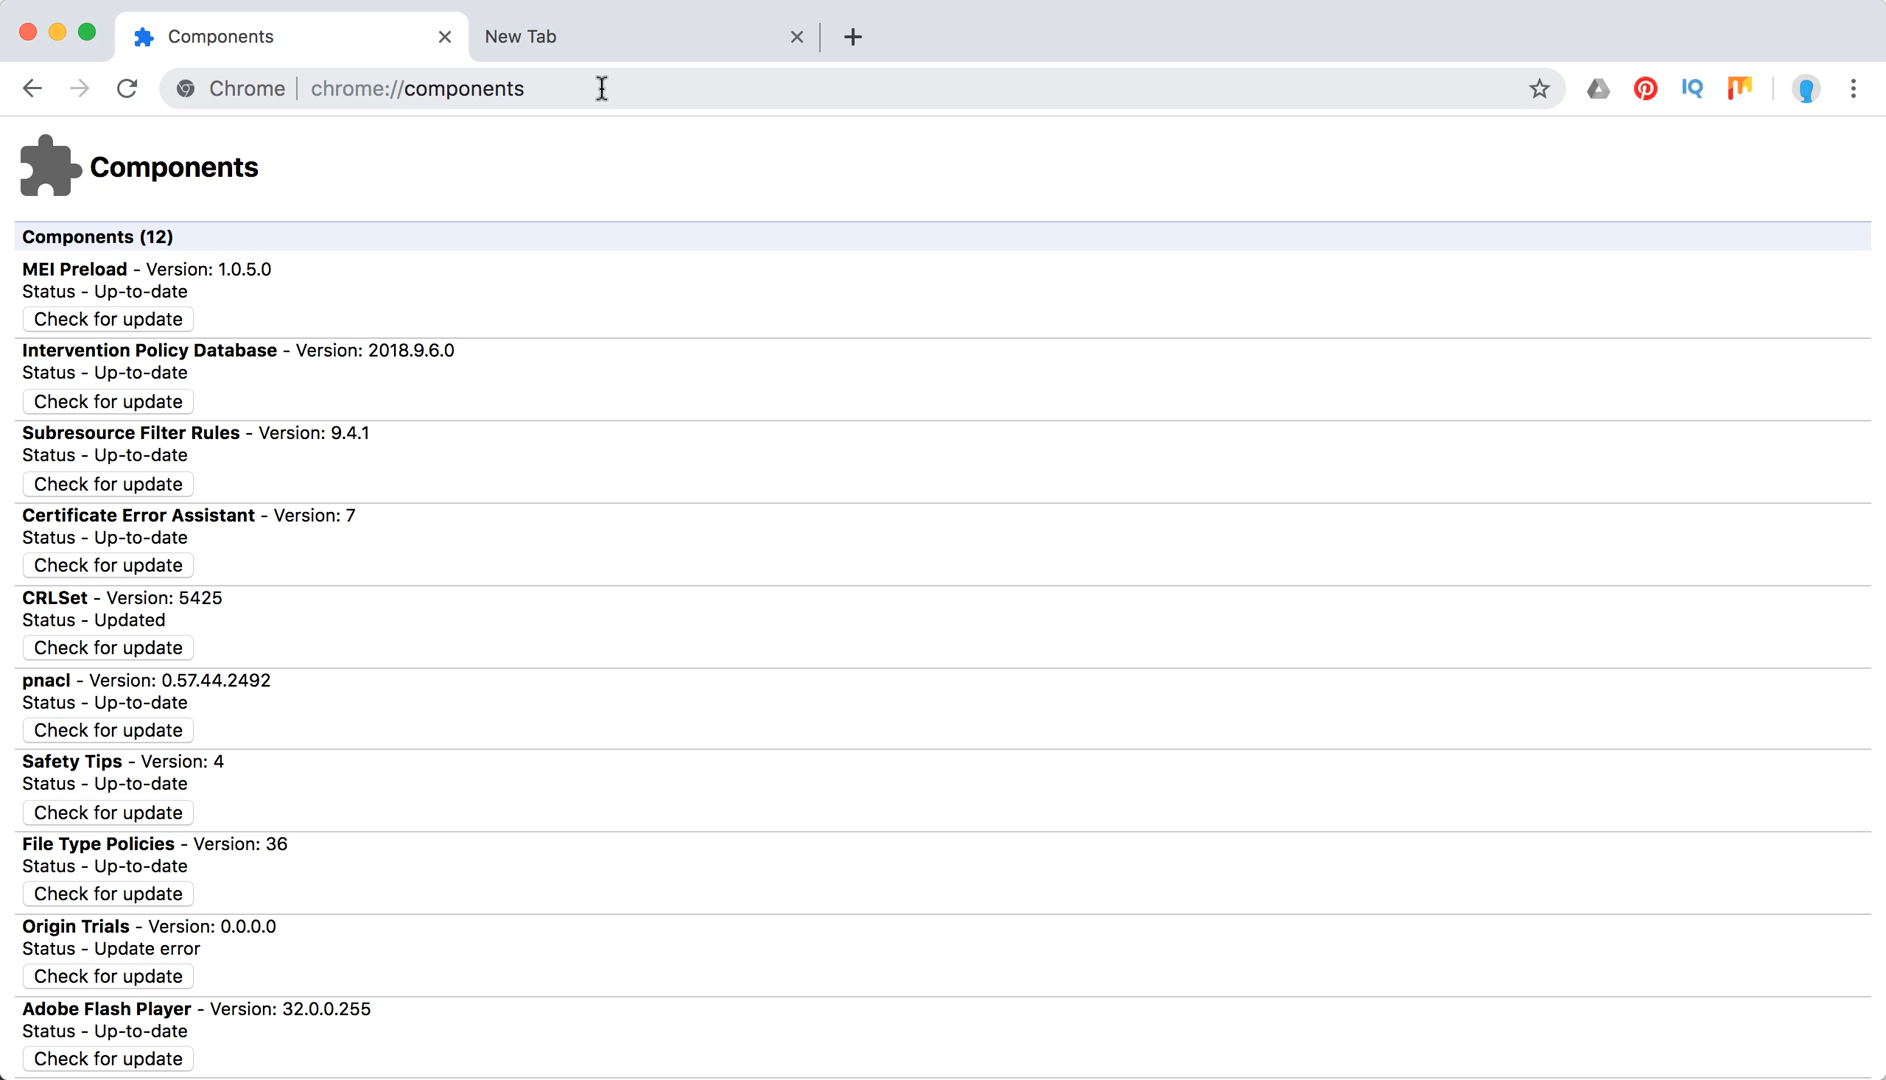 Components
New Tab
Chrome chrome://components
IQ
Components
Components (12)
MEI Preload - Version: 1.0.5.0
Status - Up-to-date
Check for update
Intervention Policy Database - Version: 2018.9.6.0
Status - Up-to-date
Check for update
Subresource Filter Rules - Version: 9.4.1
Status - Up-to-date
Check for update
Certificate Error Assistant - Version: 7
Status - Up-to-date
Check for update
CRLSet - Version: 5425
Status - Updated
Check for update
pnacl - Version: 0.57.44.2492
Status - Up-to-date
Check for update
Safety Tips - Version: 4
Status - Up-to-date
Check for update
File Type Policies - Version: 36
Status - Up-to-date
Check for update
Origin Trials - Version: 0.0.0.0
Status - Update error
Check for update
Adobe Flash Player - Version: 32.0.0.255
Status - Up-to-date
Check for update